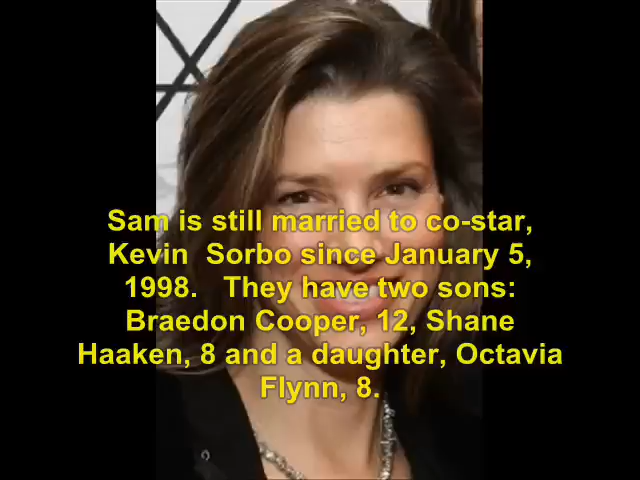 Sam is still married to co-star,
Kevin  Sorbo since January 5,
1998.   They have two sons:
Braedon Cooper, 12, Shane
Haaken, 8 and a daughter, Octavia
Flynn, 8.